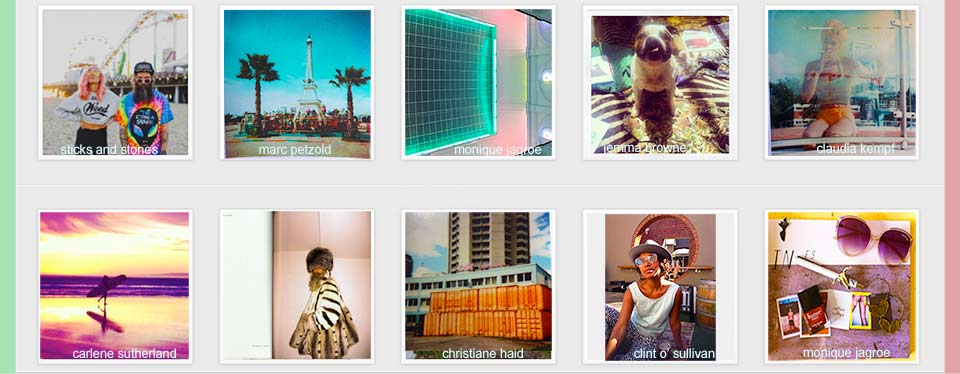 sticks and stones
marc petzold
monique jagroe
jemma browne
claudia kempf
carlene sutherland
christiane haid
clint o' sullivan
monique jagroe